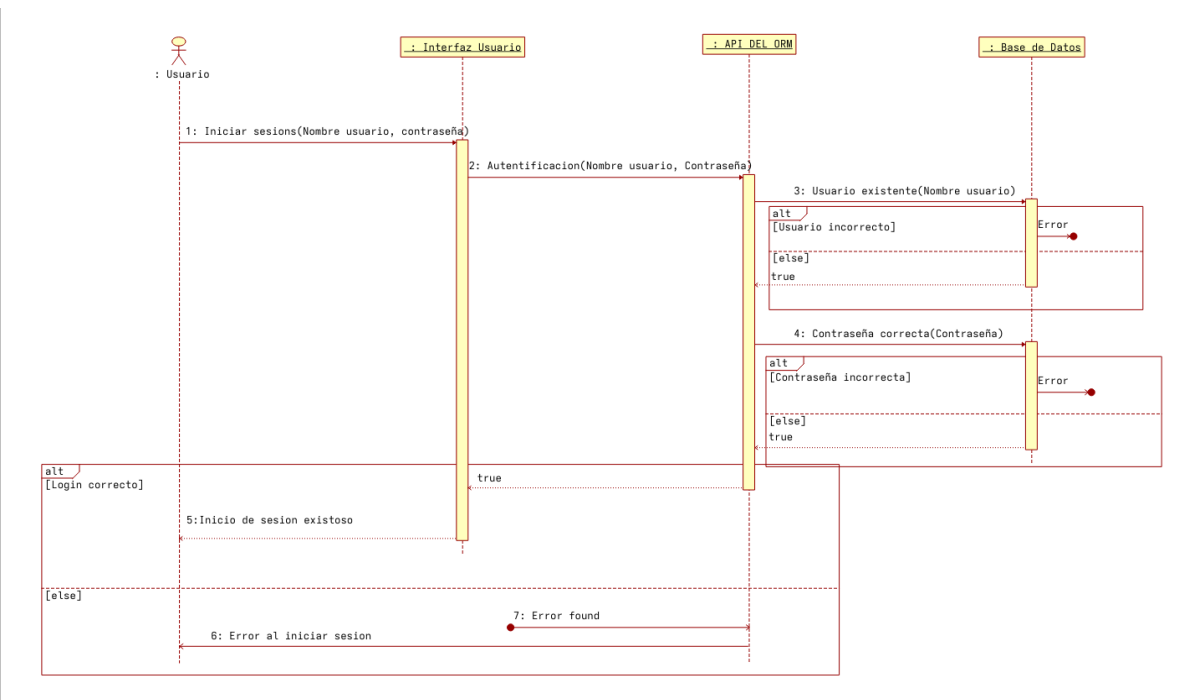 : Usuario
: Interfaz Usuario
: API DEL ORM
: Base de Datos
1: Iniciar sesions(Nombre usuario, contraseña)
2: Autentificacion(Nombre usuario, Contraseña)
3: Usuario existente(Nombre usuario)
alt
[Usuario incorrecto]
Error
[else]
true
4: Contraseña correcta(Contraseña)
alt
[Contraseña incorrecta]
Error
[else]
true
alt
[Login correcto]
true
5:Inicio de sesion existoso
[else]
7: Error found
6: Error al iniciar sesion